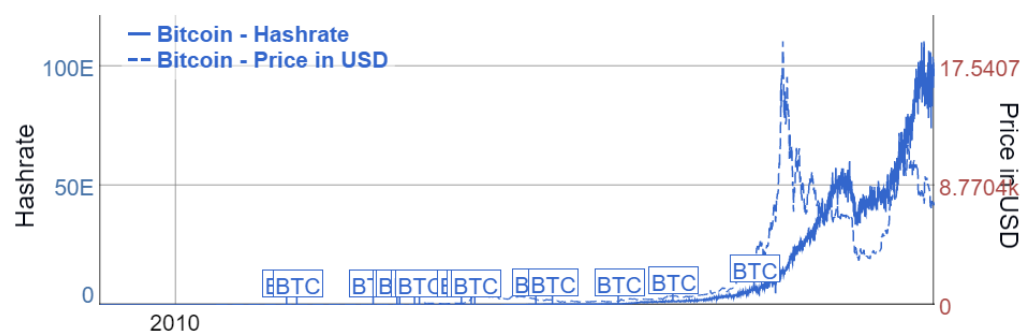 Bitcoin - Hashrate
Bitcoin - Price in USD
100E
50E
0
Hashrate
17.5407
8.7704k
0
Price in USD
BTC
BTC
BTC
BTC
BTC
BTC
BTC
2010